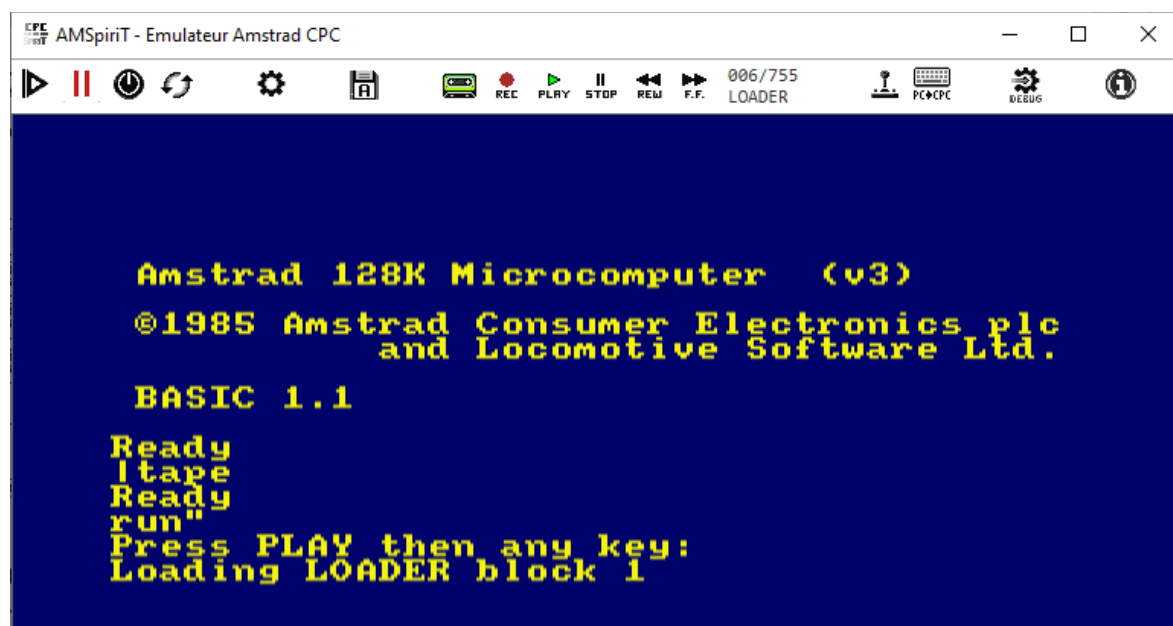 CPC AMSpiriT - Emulateur Amstrad CPC
A REC PLAY STOP REW F.F. 006/755 LOADER PC CPC DEBUG
Amstrad 128K Microcomputer (v3)
©1985 Amstrad Consumer Electronics plc
and Locomotive Software Ltd.
BASIC 1.1
Ready
|tape
Ready
run"
Press PLAY then any key:
Loading LOADER block 1